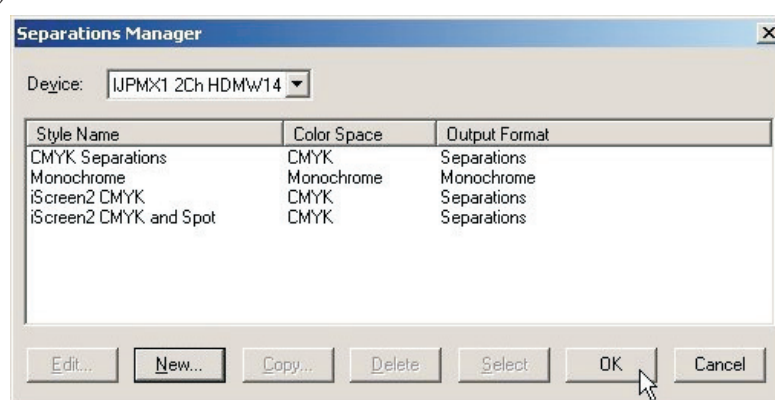 Separations Manager
Device: IJPMX1 2Ch HDMW14
Style Name Color Space Output Format
CMYK Separations CMYK Separations
Monochrome Monochrome Monochrome
iScreen2 CMYK CMYK Separations
iScreen2 CMYK and Spot CMYK Separations
Edit... New... Copy... Delete Select OK Cancel